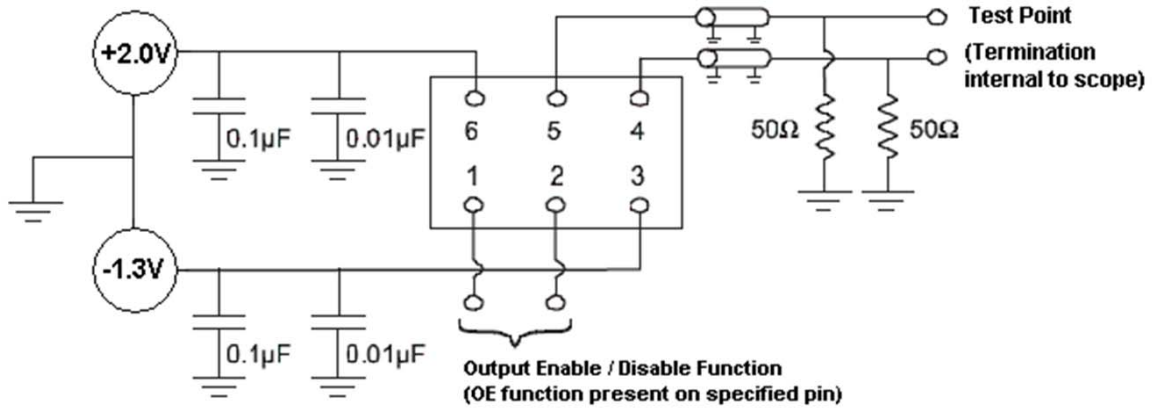 +2.0V
0.1µF
0.01µF
6
5
4
1
2
3
Test Point
(Termination
internal to scope)
50Ω
50Ω
-1.3V
0.1µF
0.01µF
Output Enable / Disable Function
(OE function present on specified pin)